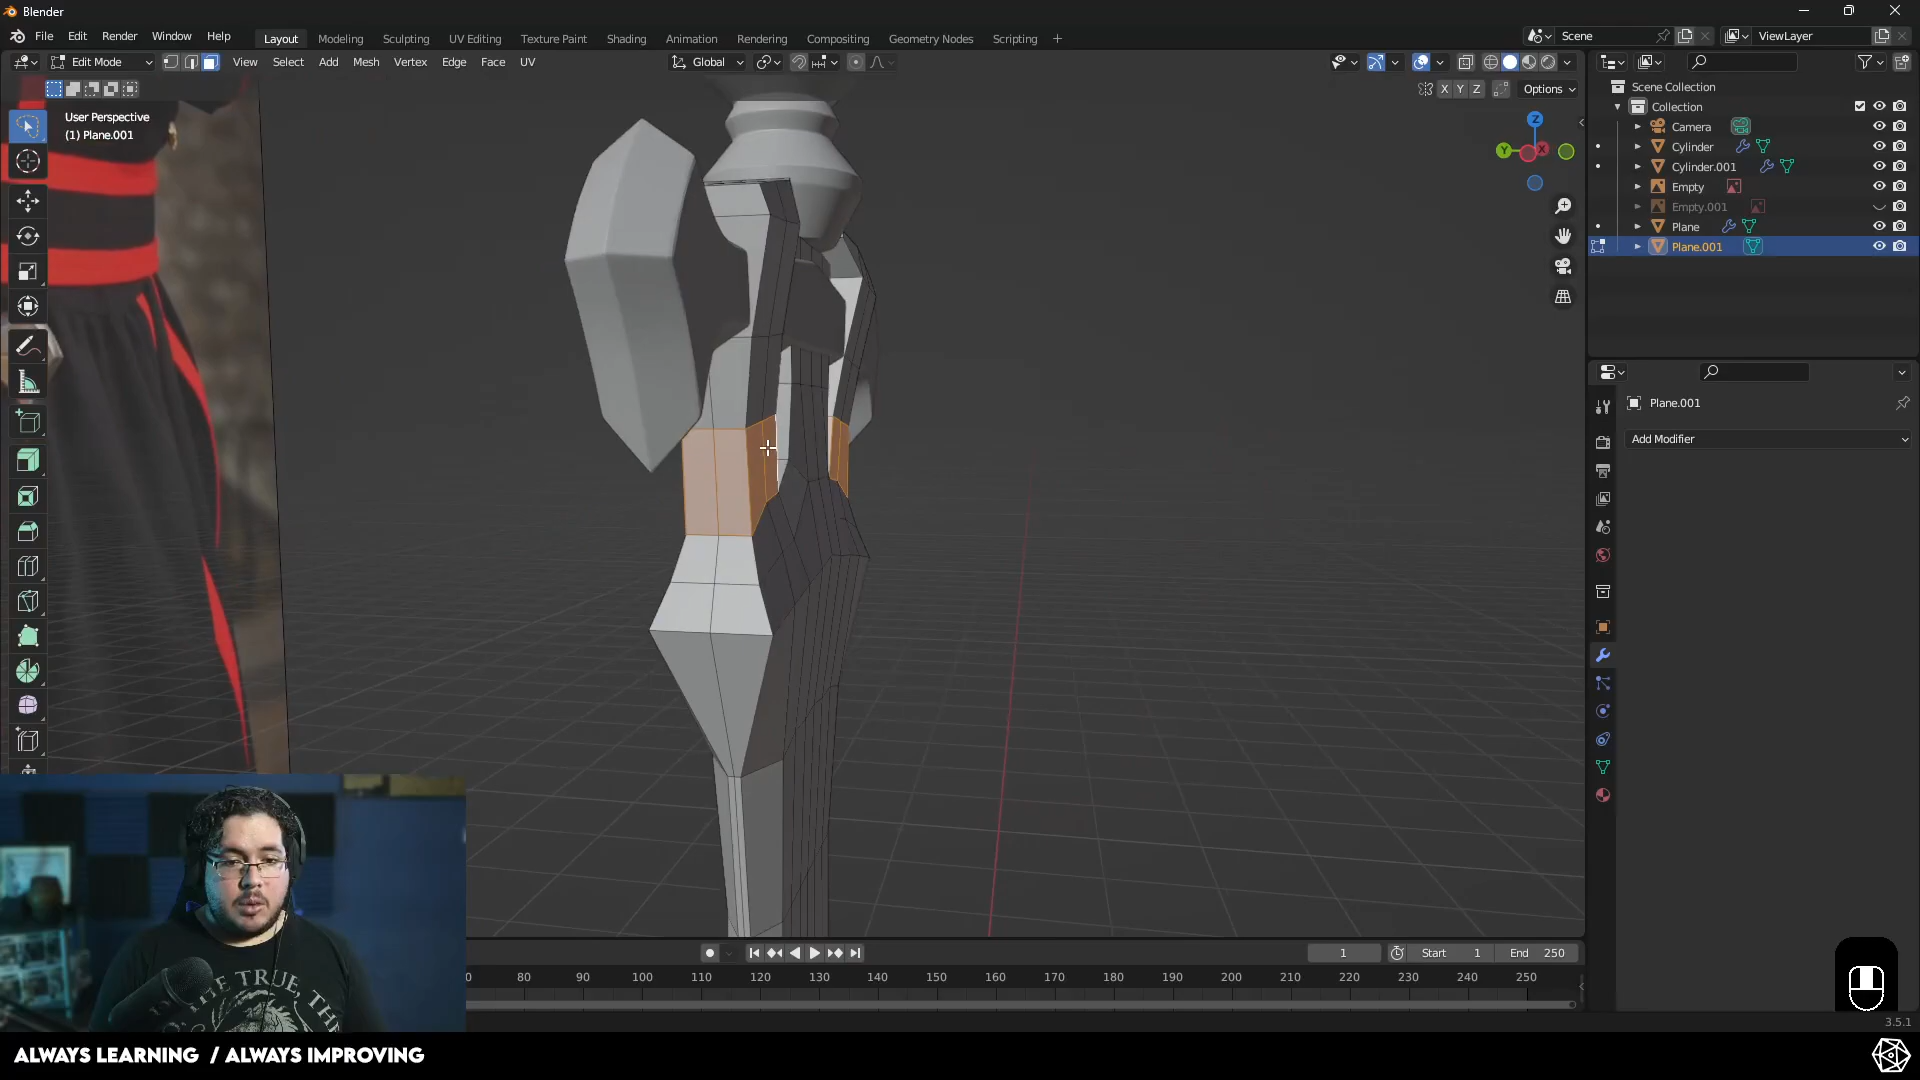 Blender
File Edit Render Window Help
Layout Modeling Sculpting UV Editing Texture Paint Shading Animation Rendering Compositing Geometry Nodes Scripting +
Scene
ViewLayer
Edit Mode
View Select Add Mesh Vertex Edge Face UV
Global
X Y Z
Options
User Perspective
(1) Plane.001
Z
Y
X
Scene Collection
Collection
Camera
Cylinder
Cylinder.001
Empty
Empty.001
Plane
Plane.001
Plane.001
Add Modifier
1
Start 1
End 250
80 90 100 110 120 130 140 150 160 170 180 190 200 210 220 230 240 250
3.5.1
THE TRUE, THE
ALWAYS LEARNING / ALWAYS IMPROVING